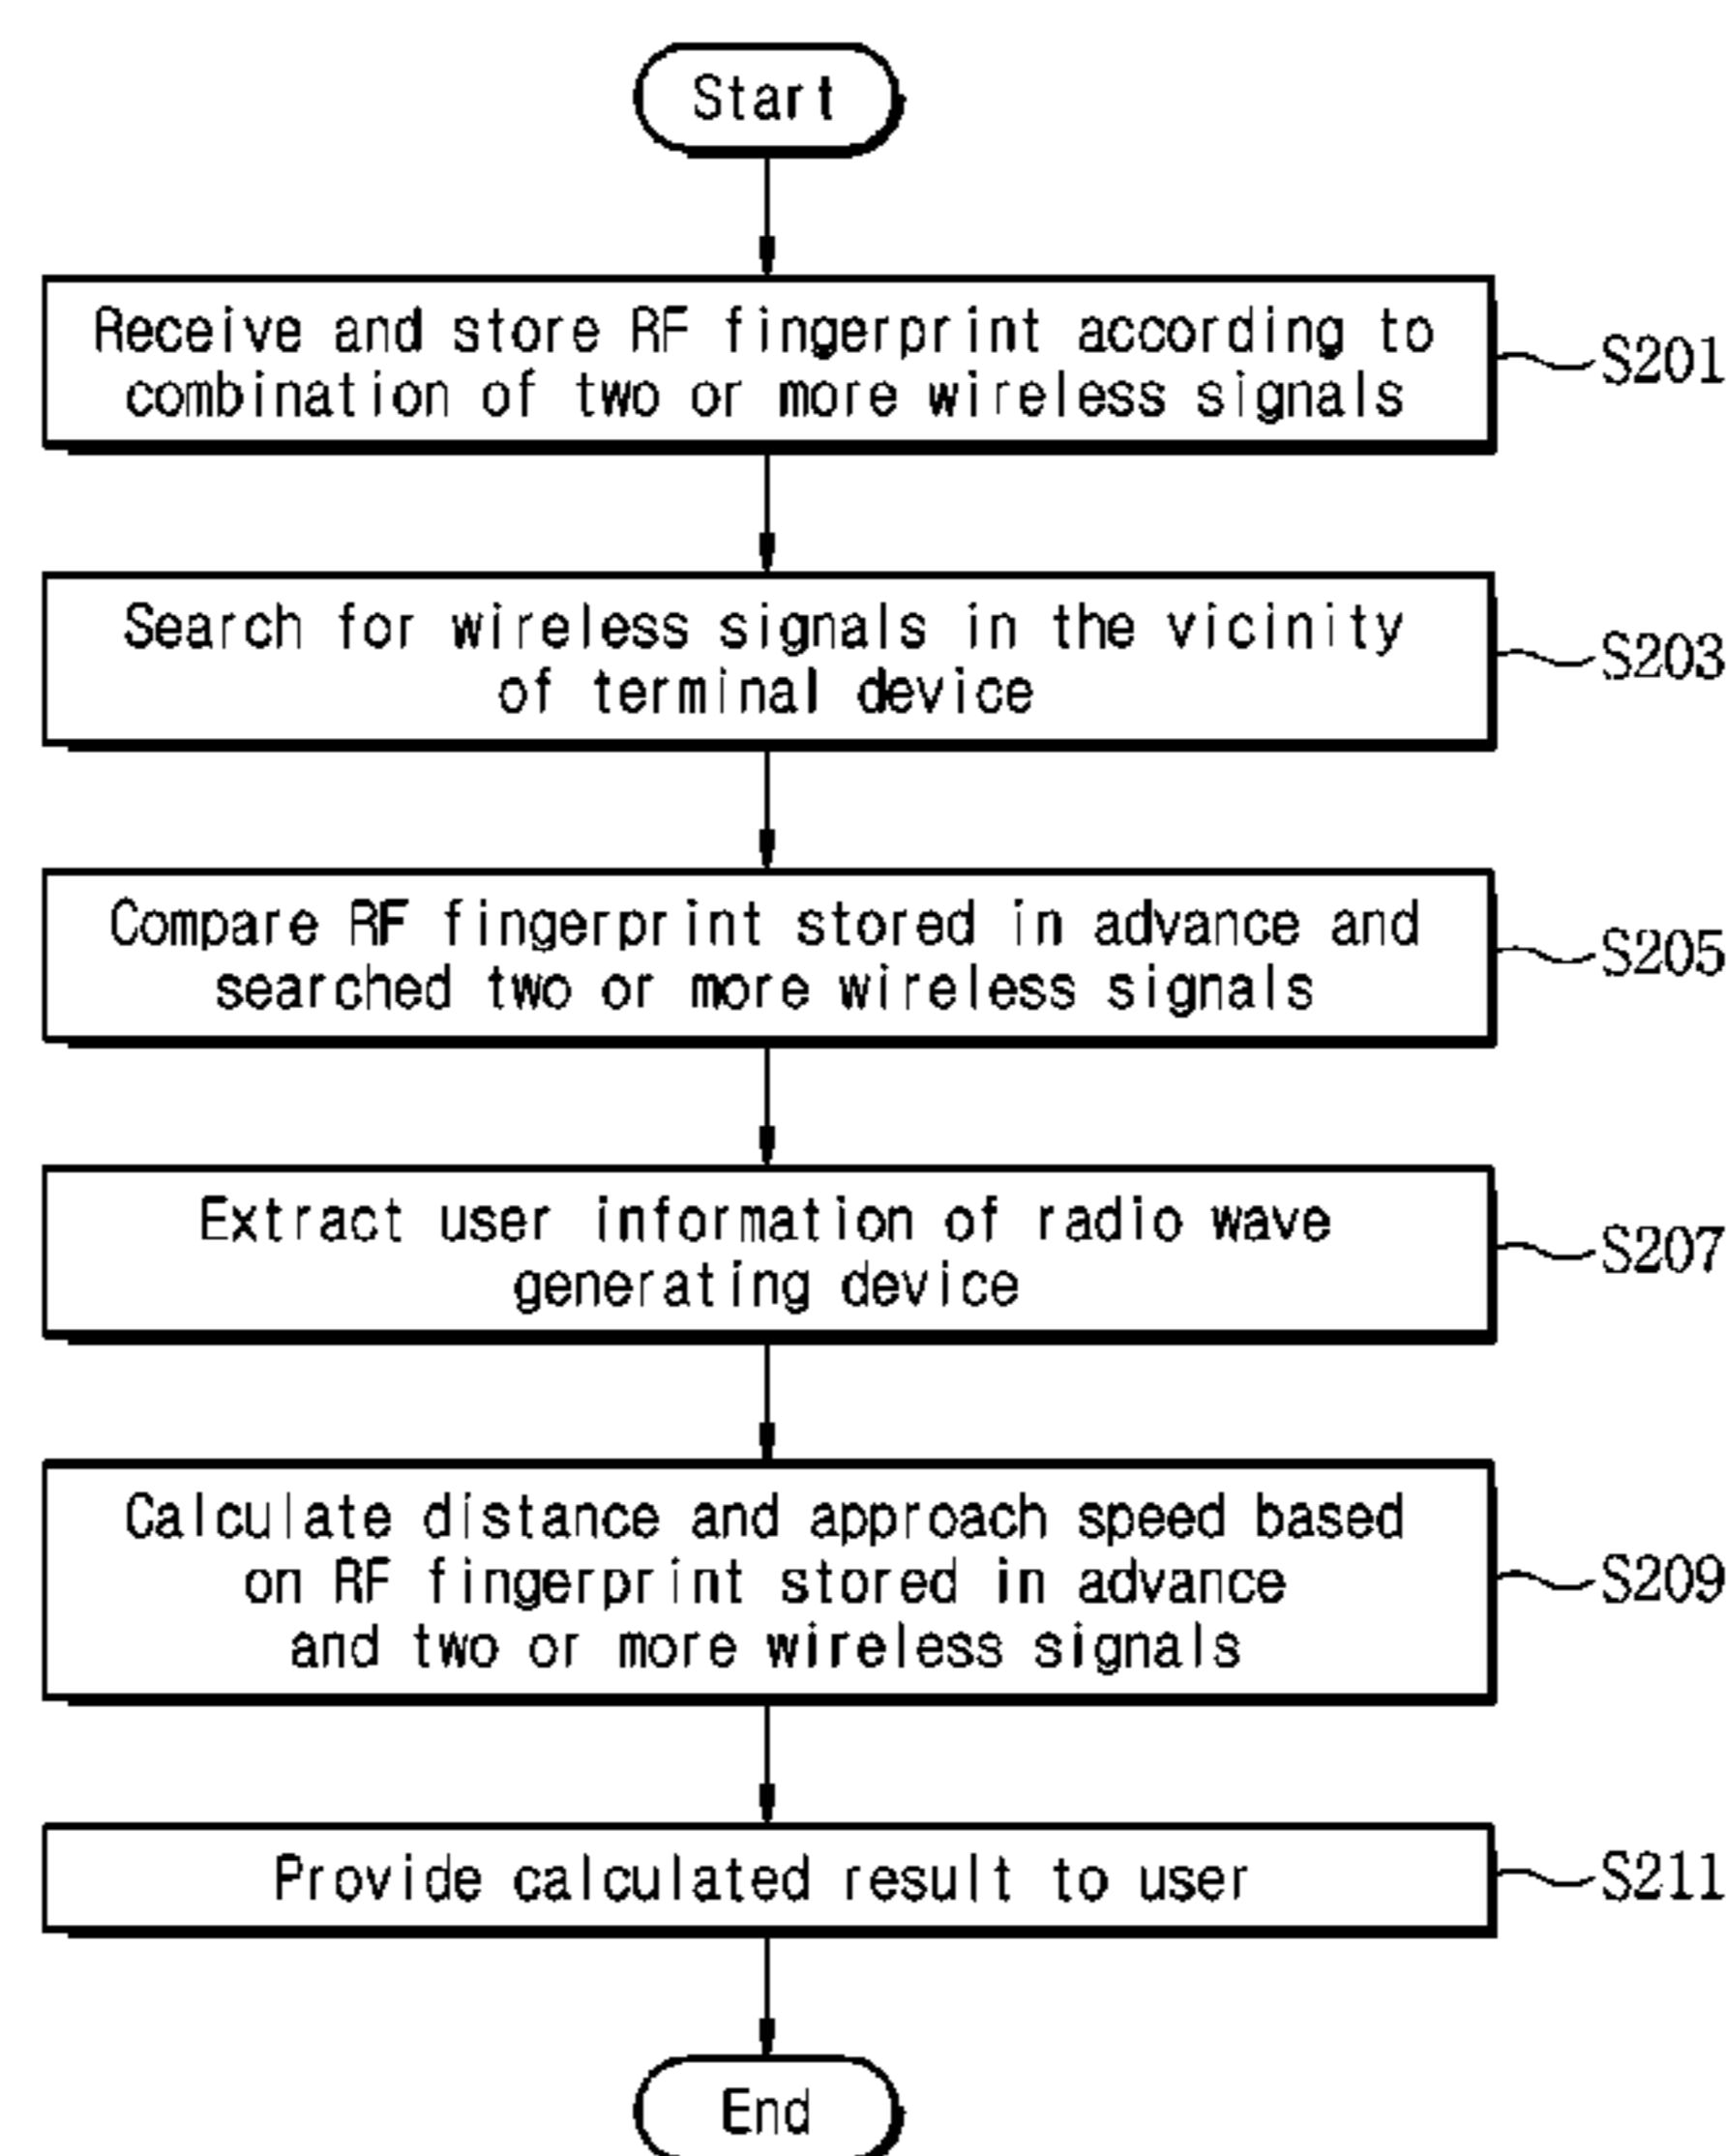 Start
Receive and store RF fingerprint according to
combination of two or more wireless signals
S201
Search for wireless signals in the vicinity
of terminal device
S203
Compare RF fingerprint stored in advance and
searched two or more wireless signals
S205
Extract user information of radio wave
generating device
S207
Calculate distance and approach speed based
on RF fingerprint stored in advance
and two or more wireless signals
S209
Provide calculated result to user
S211
End